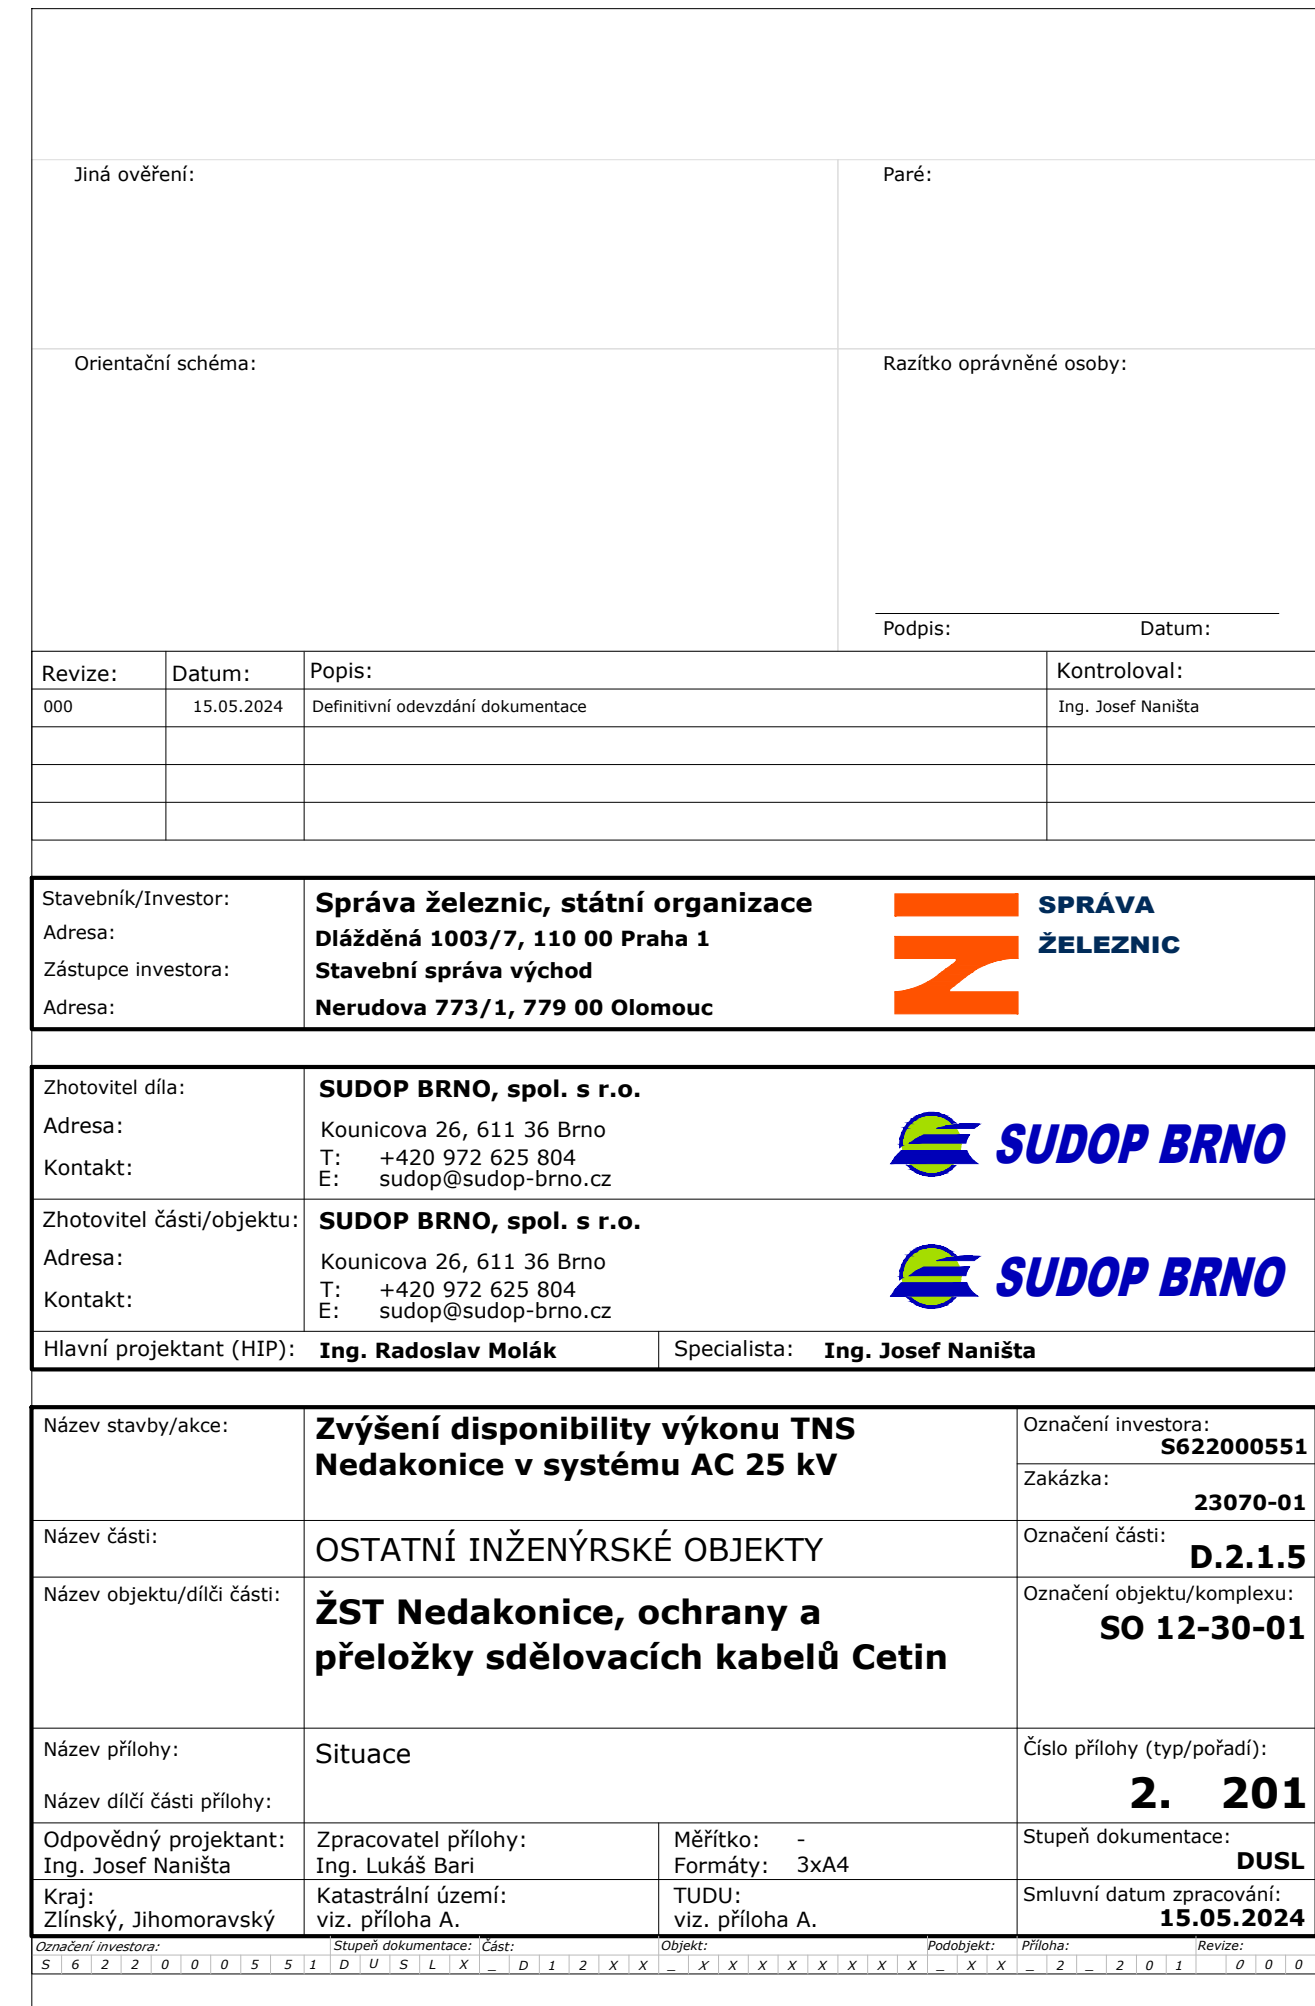 Jiná ověření:
Paré:
Orientační schéma:
Razítko oprávněné osoby:
Podpis: Datum:
Revize: Datum: Popis: Kontroloval:
000 15.05.2024 Definitivní odevzdání dokumentace Ing. Josef Naništa
Stavebník/Investor: Správa železnic, státní organizace
Adresa: Dlážděná 1003/7, 110 00 Praha 1
Zástupce investora: Stavební správa východ
Adresa: Nerudova 773/1, 779 00 Olomouc
SPRÁVA
ŽELEZNIC
Zhotovitel díla: SUDOP BRNO, spol. s r.o.
Adresa: Kounicova 26, 611 36 Brno
Kontakt: T: +420 972 625 804
E: sudop@sudop-brno.cz
SUDOP BRNO
Zhotovitel části/objektu: SUDOP BRNO, spol. s r.o.
Adresa: Kounicova 26, 611 36 Brno
Kontakt: T: +420 972 625 804
E: sudop@sudop-brno.cz
SUDOP BRNO
Hlavní projektant (HIP): Ing. Radoslav Molák Specialista: Ing. Josef Naništa
Název stavby/akce: Zvýšení disponibility výkonu TNS
Nedakonice v systému AC 25 kV
Označení investora:
S622000551
Zakázka:
23070-01
Název části: OSTATNÍ INŽENÝRSKÉ OBJEKTY
Označení části:
D.2.1.5
Název objektu/dílči části: ŽST Nedakonice, ochrany a
přeložky sdělovacích kabelů Cetin
Označení objektu/komplexu:
SO 12-30-01
Název přílohy: Situace
Název dílčí části přílohy:
Číslo přílohy (typ/pořadí):
2. 201
Odpovědný projektant: Zpracovatel přílohy: Měřítko: - Stupeň dokumentace:
Ing. Josef Naništa Ing. Lukáš Bari Formáty: 3xA4 DUSL
Kraj: Katastrální území: TUDU: Smluvní datum zpracování:
Zlínský, Jihomoravský viz. příloha A. viz. příloha A. 15.05.2024
Označení investora: Stupeň dokumentace: Část: Objekt: Podobjekt: Příloha: Revize:
S 6 2 2 0 0 0 5 5 1 D U S L X _ D 1 2 X X _ X X X X X X X X _ X X _ 2 _ 2 0 1 0 0 0